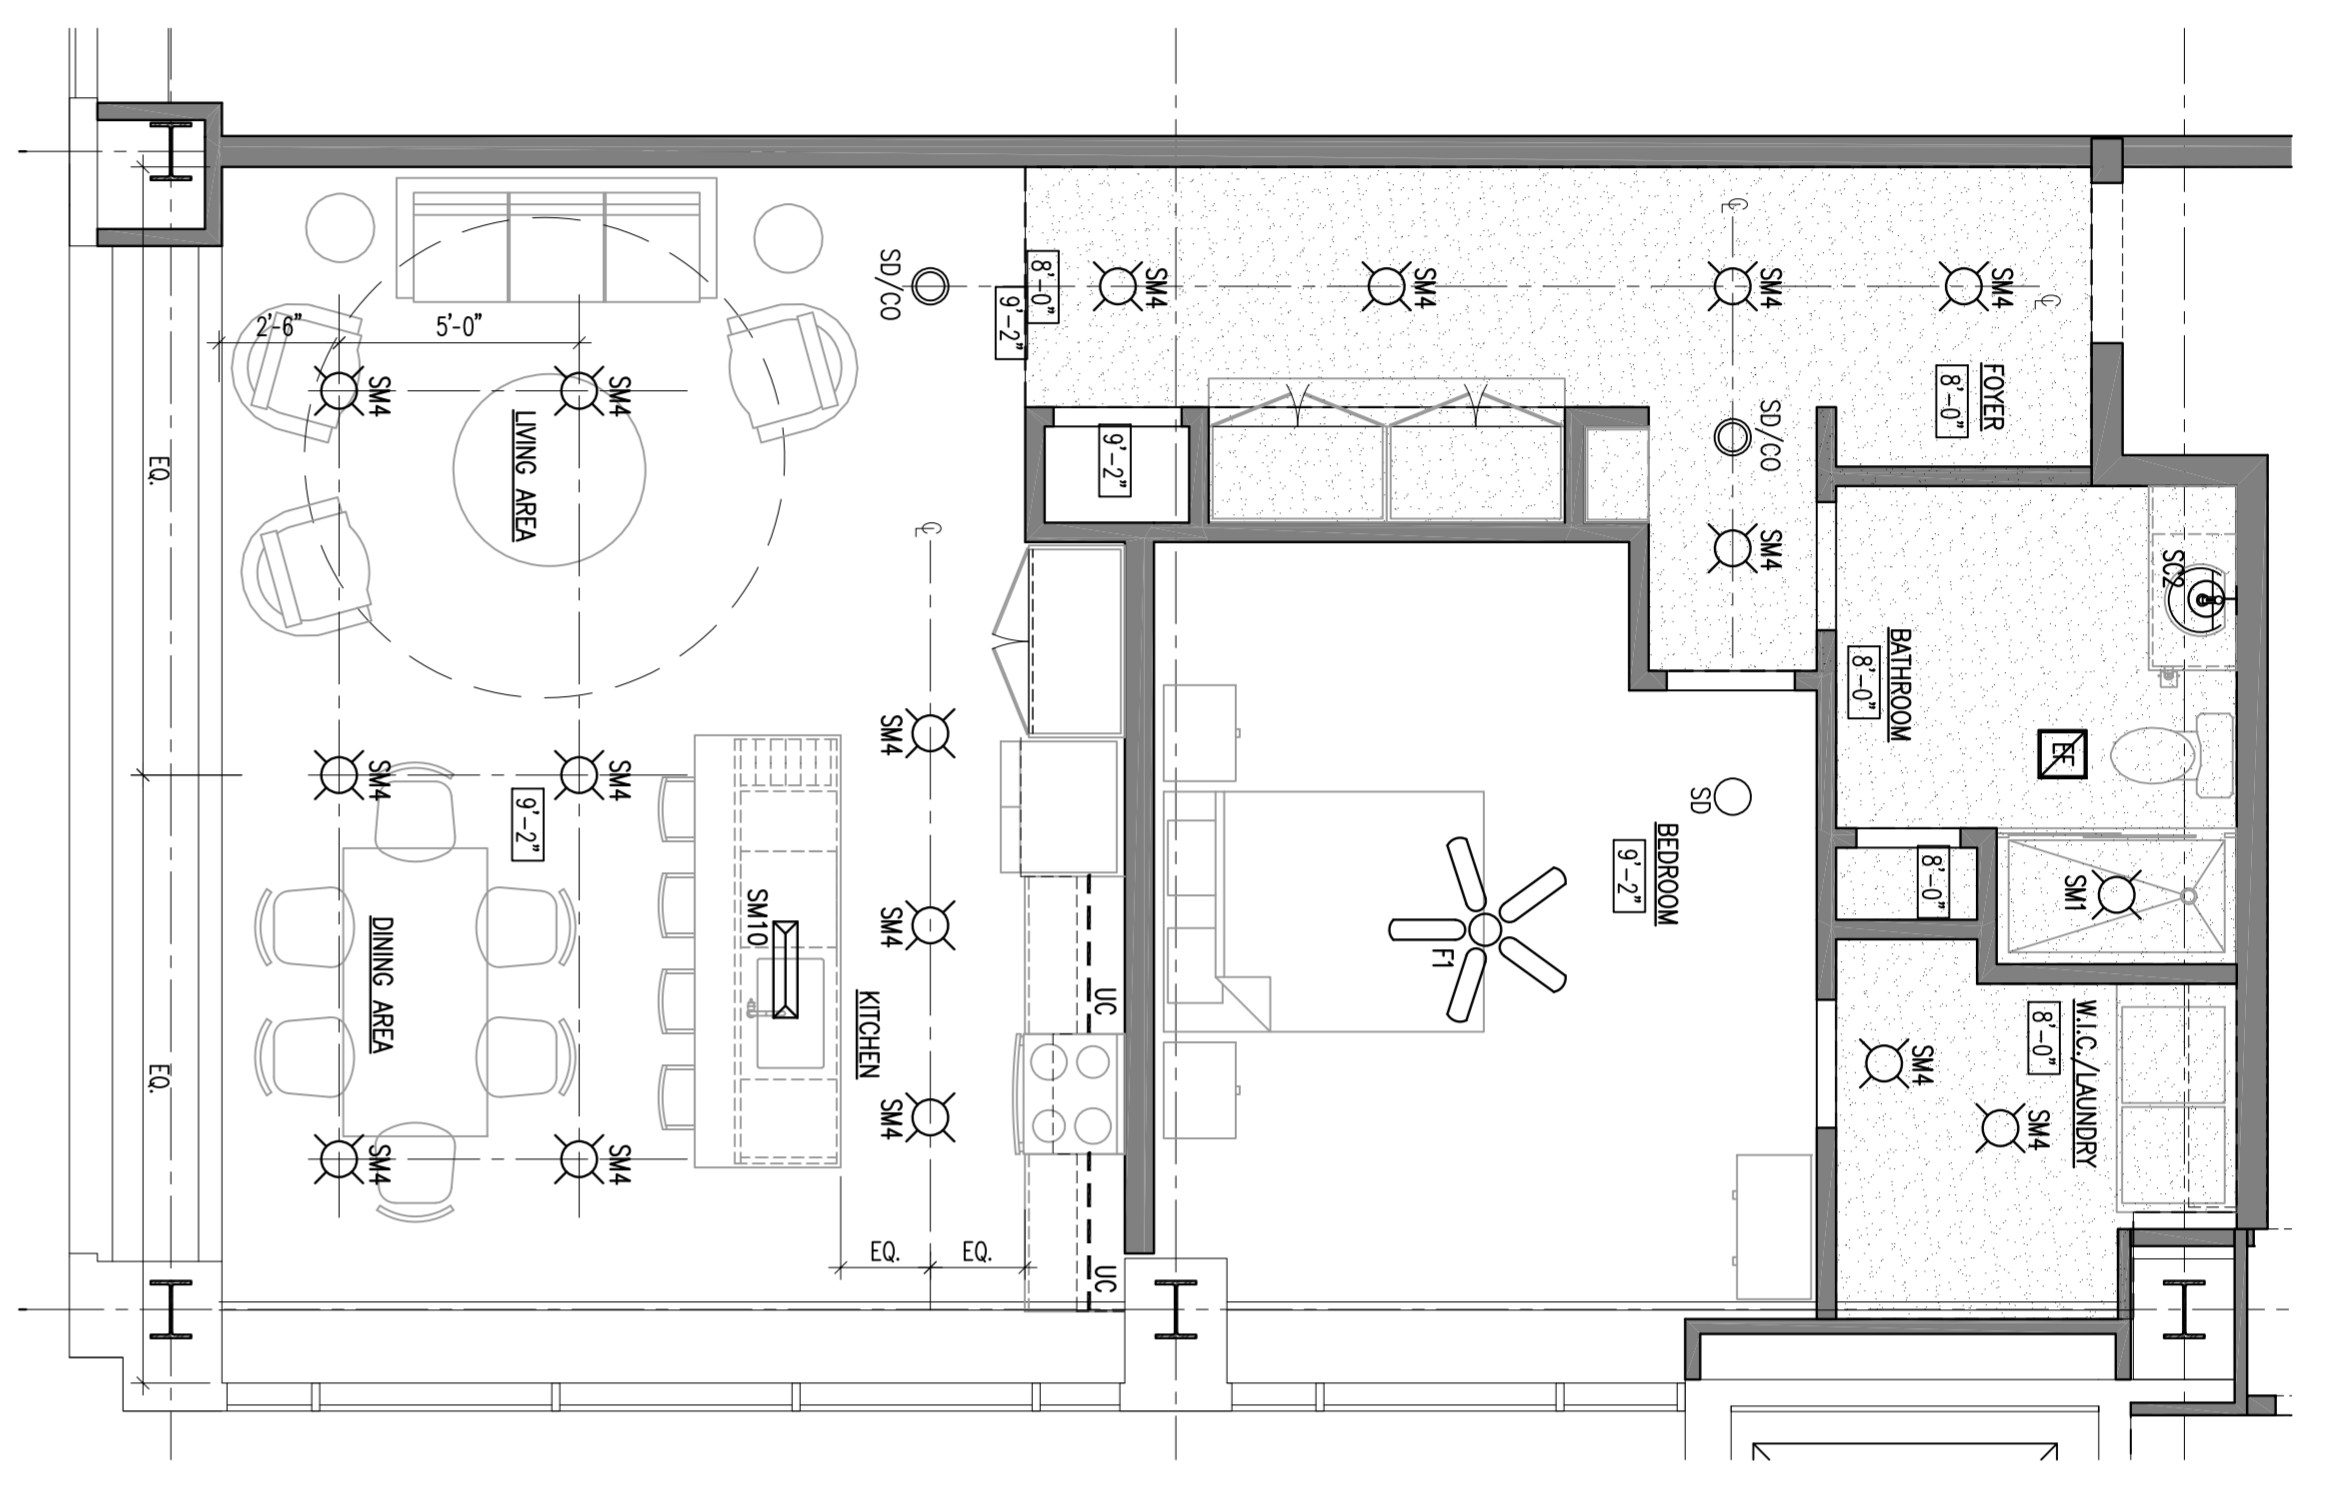 SD/CO
8'-0"
9'-2"
SM4
SM4
SM4
SM4
℄
℄
FOYER
8'-0"
2'-6"
5'-0"
SM4
SM4
LIVING AREA
EQ.
9'-2"
SD/CO
SM4
℄
SC2
BATHROOM
8'-0"
EF
SM4
SM4
SM4
9'-2"
SD
BEDROOM
9'-2"
8'-0"
SM1
SM10
SM4
F1
DINING AREA
KITCHEN
UC
W.I.C./LAUNDRY
8'-0"
SM4
SM4
EQ.
SM4
SM4
SM4
EQ.
EQ.
UC